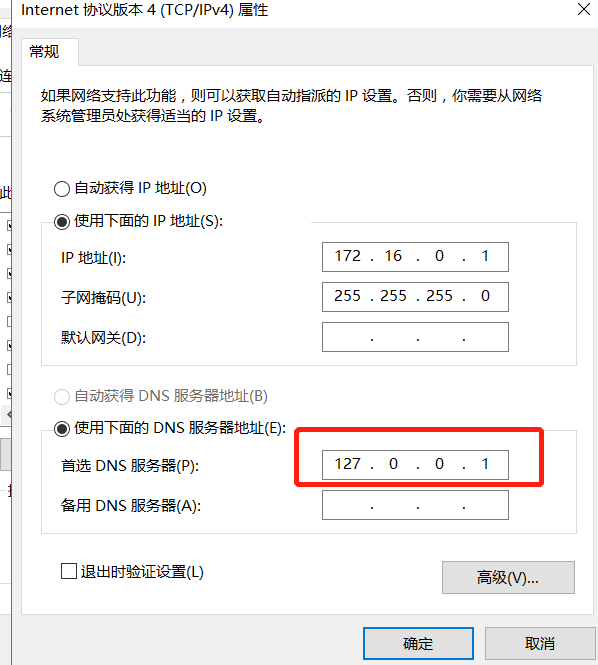 Internet 协议版本 4 (TCP/IPv4) 属性
常规
如果网络支持此功能，则可以获取自动指派的 IP 设置。否则，你需要从网络
系统管理员处获得适当的 IP 设置。
自动获得 IP 地址(O)
使用下面的 IP 地址(S):
IP 地址(I): 172 . 16 . 0 . 1
子网掩码(U): 255 . 255 . 255 . 0
默认网关(D): . . .
自动获得 DNS 服务器地址(B)
使用下面的 DNS 服务器地址(E):
首选 DNS 服务器(P): 127 . 0 . 0 . 1
备用 DNS 服务器(A): . . .
退出时验证设置(L)
高级(V)...
确定 取消